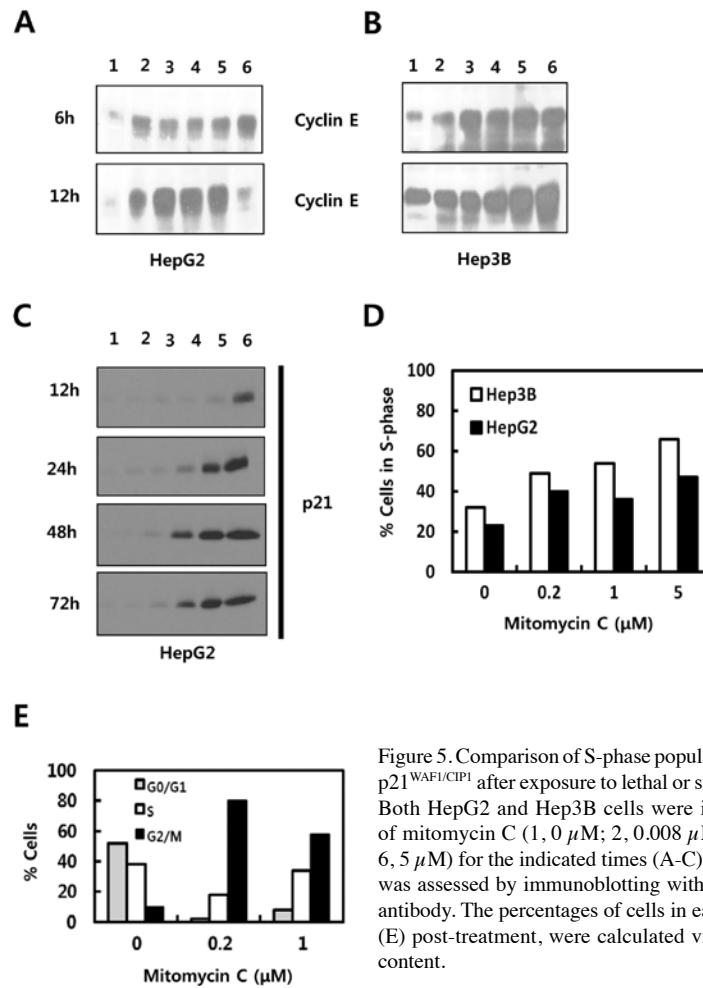 A
B
1 2 3 4 5 6
1 2 3 4 5 6
6h
Cyclin E
12h
Cyclin E
HepG2
Hep3B
C
D
1 2 3 4 5 6
12h
24h
48h
72h
p21
HepG2
100
80
60
40
20
0
% Cells in S-phase
Hep3B
HepG2
0 0.2 1 5
Mitomycin C (μM)
E
100
80
60
40
20
0
% Cells
G0/G1
S
G2/M
0 0.2 1
Mitomycin C (μM)
Figure 5. Comparison of S-phase popul
p21WAF1/CIP1 after exposure to lethal or s
Both HepG2 and Hep3B cells were i
of mitomycin C (1, 0 μM; 2, 0.008 μ
6, 5 μM) for the indicated times (A-C)
was assessed by immunoblotting with
antibody. The percentages of cells in ea
(E) post-treatment, were calculated v
content.